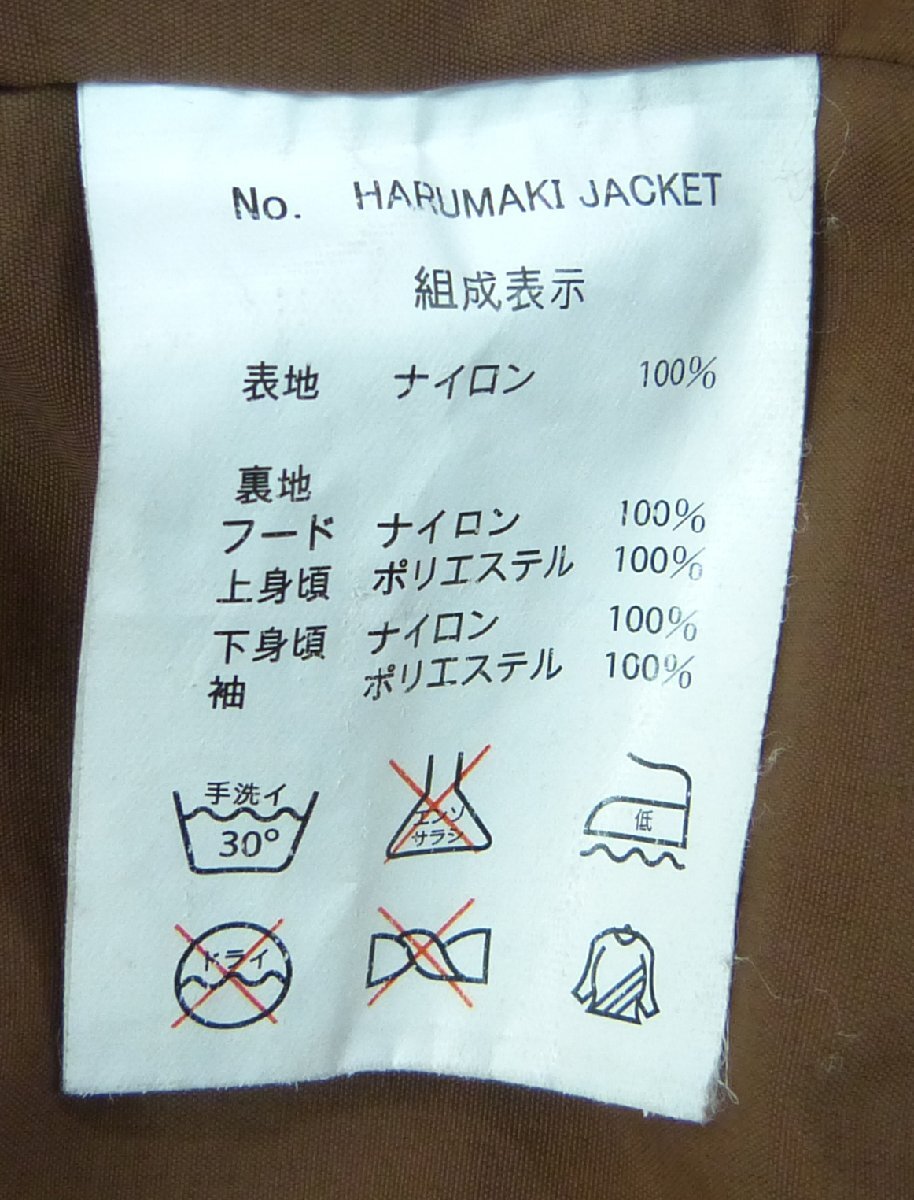 No. HARUMAKI JACKET
組成表示
表地 ナイロン 100%
裏地
フード ナイロン 100%
上身頃 ポリエステル 100%
下身頃 ナイロン 100%
袖 ポリエステル 100%
手洗イ
30°
エンソ
サラシ
低
ドライ